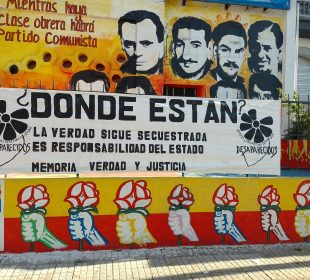 Mientras haya
Clase obrera habrá
Partido Comunista
¿DONDE ESTAN?
LA VERDAD SIGUE SECUESTRADA
ES RESPONSABILIDAD DEL ESTADO
MEMORIA VERDAD Y JUSTICIA
DESAPARECIDOS
DESAPARECIDOS